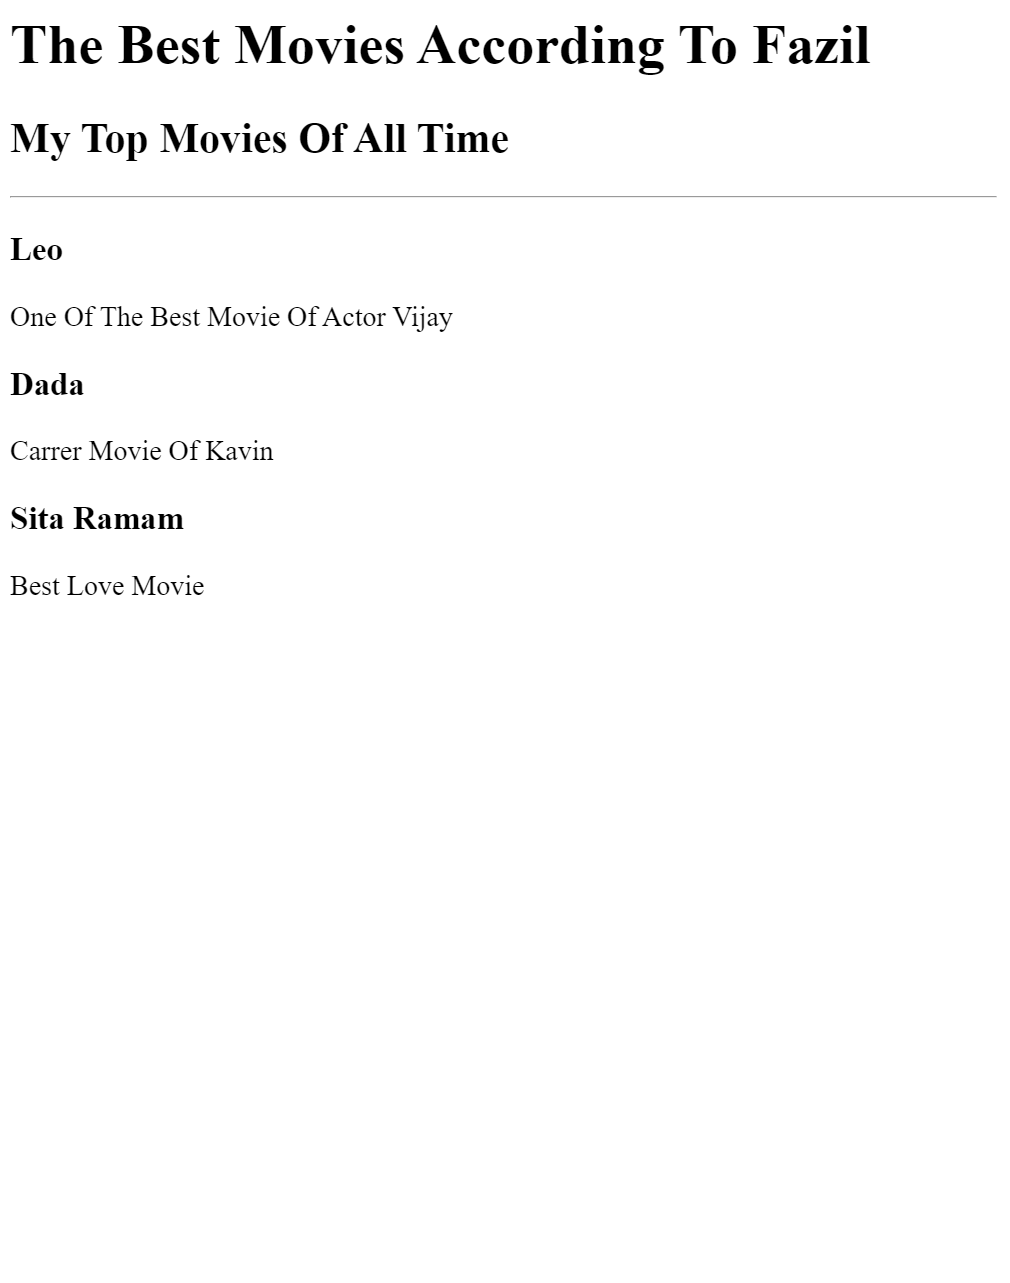 The Best Movies According To Fazil
My Top Movies Of All Time
Leo
One Of The Best Movie Of Actor Vijay
Dada
Carrer Movie Of Kavin
Sita Ramam
Best Love Movie